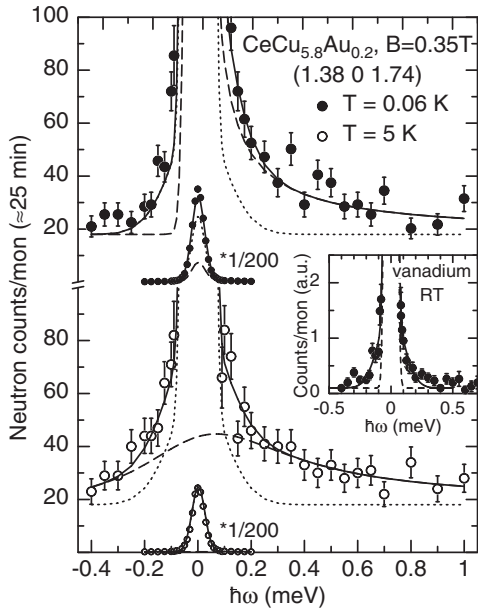 CeCu5.8Au0.2, B=0.35T
(1.38 0 1.74)
T = 0.06 K
T = 5 K
100
80
60
40
20
*1/200
80
60
40
20
*1/200
Neutron counts/mon (≈25 min)
vanadium
RT
2
1
0
Counts/mon (a.u.)
-0.5 0 0.5
ħω (meV)
-0.4 -0.2 0 0.2 0.4 0.6 0.8 1
ħω (meV)